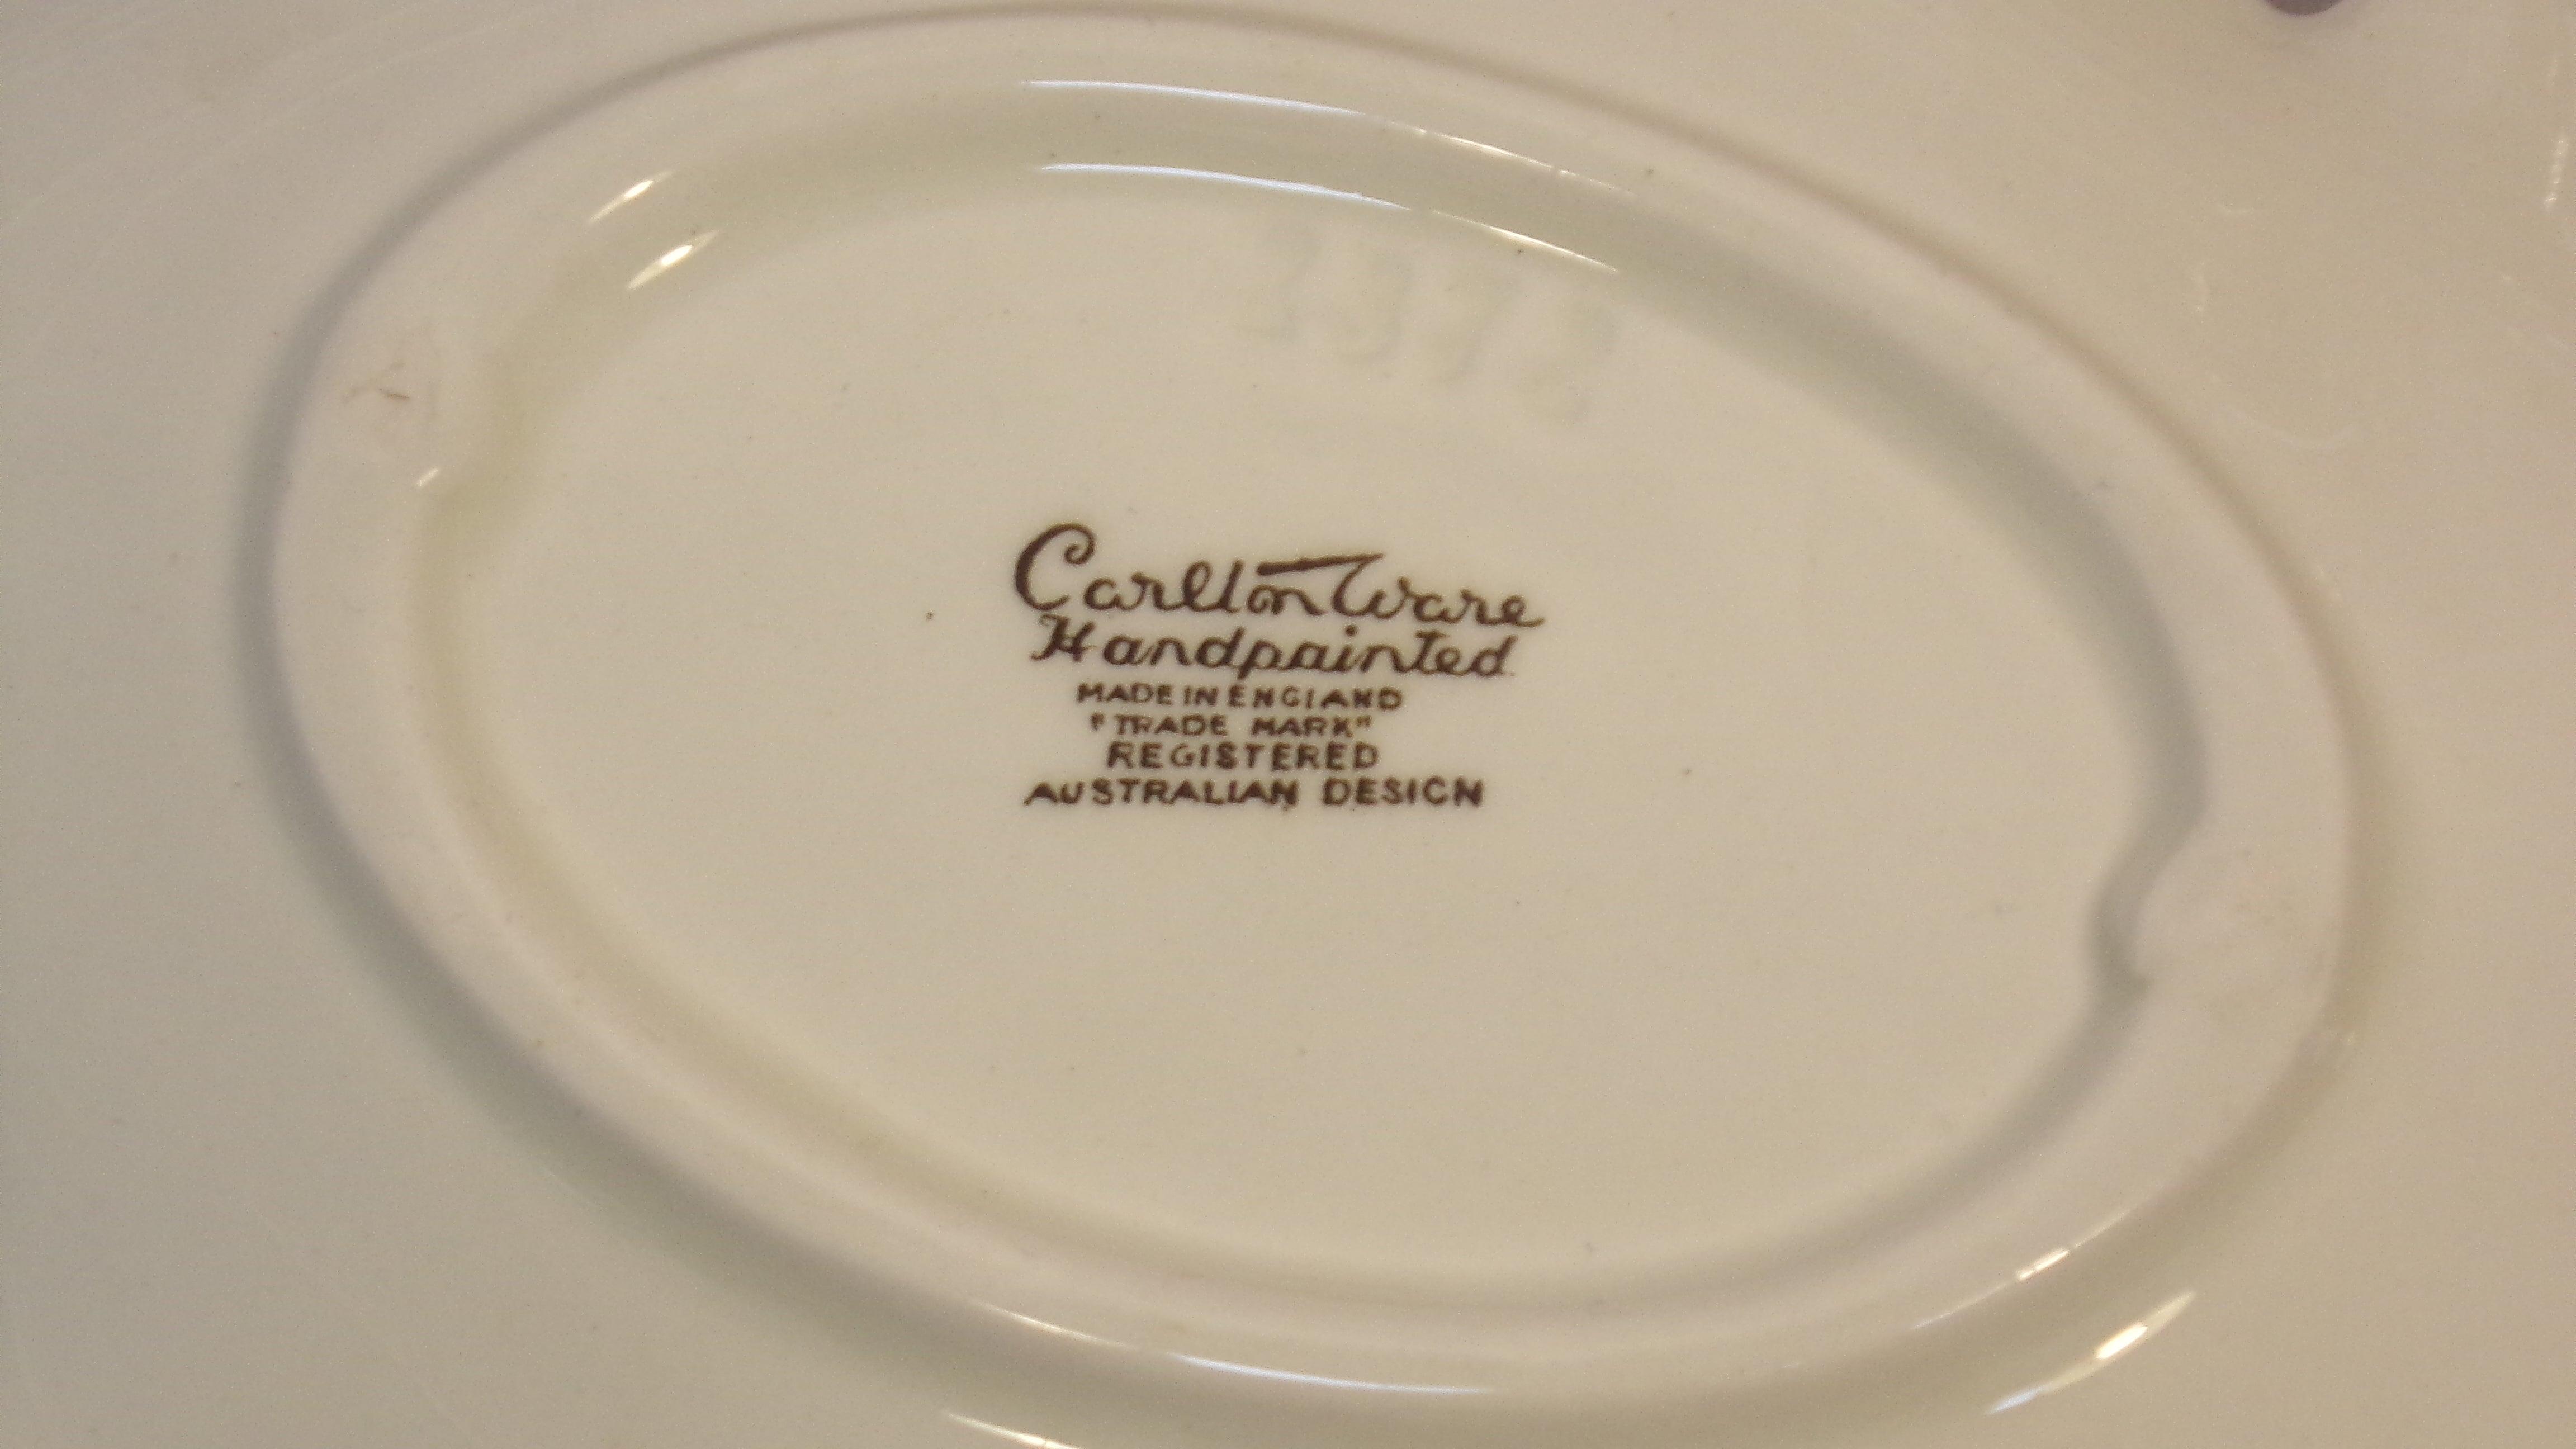 Carlton Ware
Handpainted
MADE IN ENGLAND
"TRADE MARK"
REGISTERED
AUSTRALIAN DESIGN